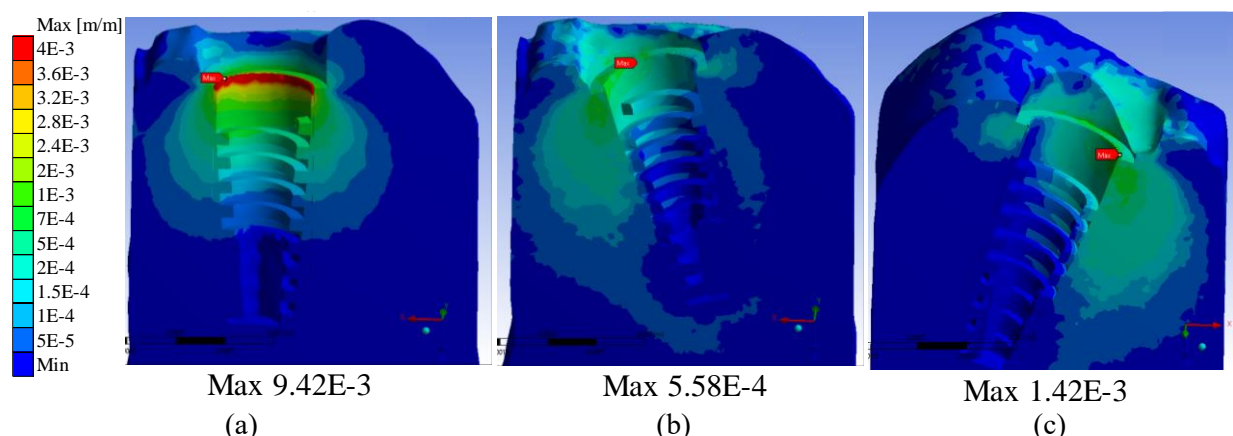 Max [m/m]
4E-3
3.6E-3
3.2E-3
2.8E-3
2.4E-3
2E-3
1E-3
7E-4
5E-4
2E-4
1.5E-4
1E-4
5E-5
Min
Max
Max
Max
Max 9.42E-3
Max 5.58E-4
Max 1.42E-3
(a)
(b)
(c)